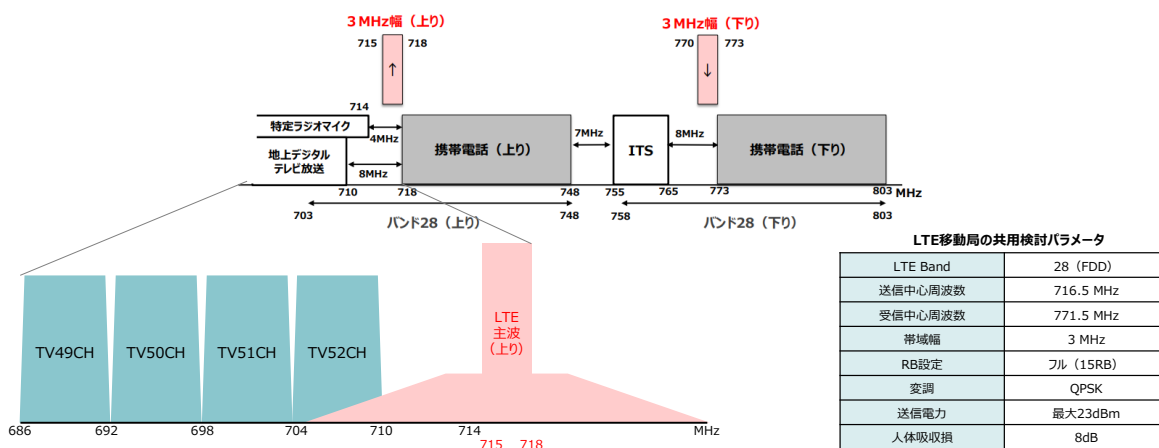 3 MHz幅（上り）
715 718
↑
3 MHz幅（下り）
770 773
↓
714
特定ラジオマイク
4MHz
地上デジタル
テレビ放送
8MHz
携帯電話（上り）
7MHz
ITS
8MHz
携帯電話（下り）
710 718 748 755 765 773 803 MHz
703 748 758 803
バンド28（上り） バンド28（下り）
TV49CH TV50CH TV51CH TV52CH
LTE
主波
（上り）
686 692 698 704 710 714 MHz
715 718
LTE移動局の共用検討パラメータ
LTE Band 28（FDD）
送信中心周波数 716.5 MHz
受信中心周波数 771.5 MHz
帯域幅 3 MHz
RB設定 フル（15RB）
変調 QPSK
送信電力 最大23dBm
人体吸収損 8dB